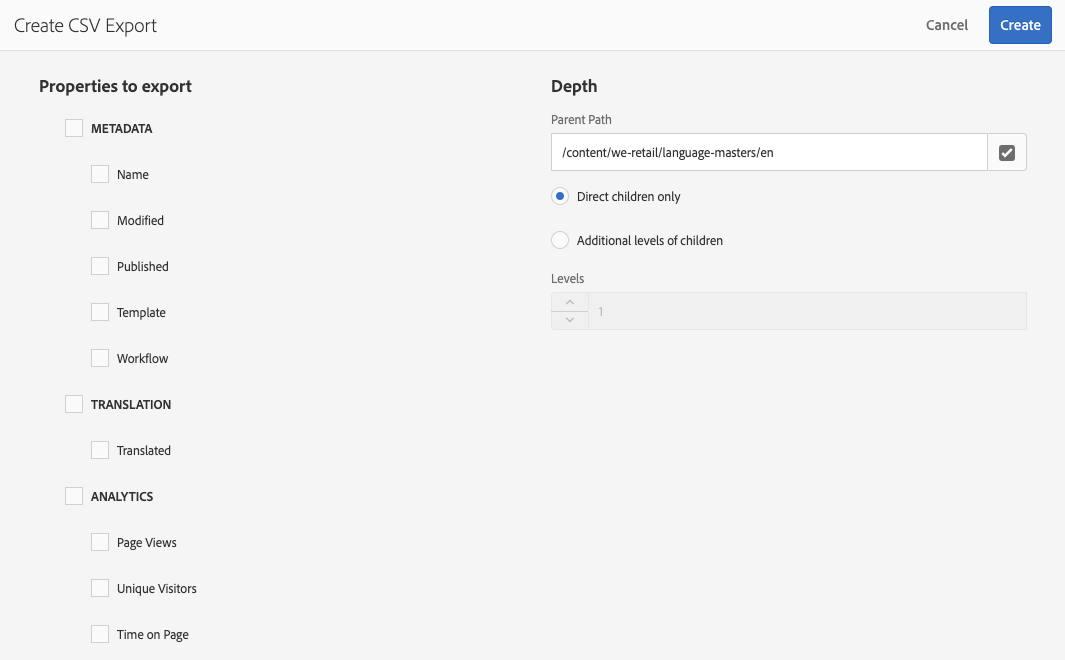 Create CSV Export
Cancel
Create
Properties to export
METADATA
Name
Modified
Published
Template
Workflow
TRANSLATION
Translated
ANALYTICS
Page Views
Unique Visitors
Time on Page
Depth
Parent Path
/content/we-retail/language-masters/en
Direct children only
Additional levels of children
Levels
1